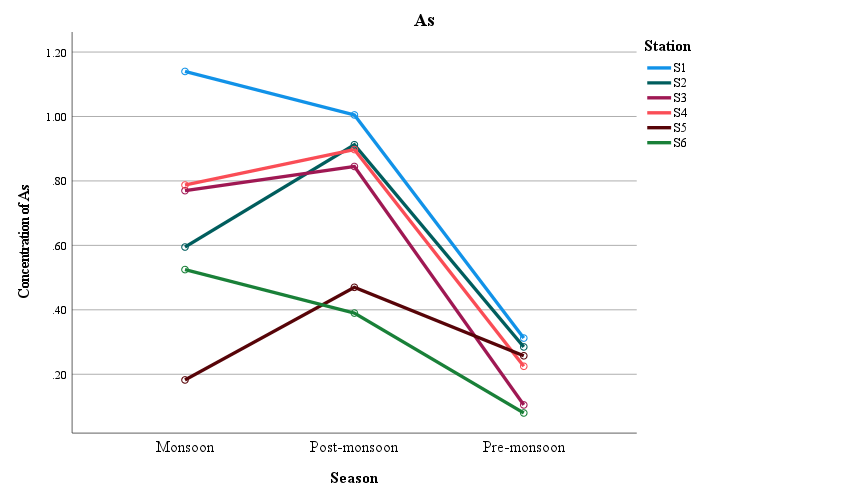 As
Station
S1
S2
S3
S4
S5
S6
Concentration of As
1.20
1.00
.80
.60
.40
.20
Monsoon
Post-monsoon
Pre-monsoon
Season